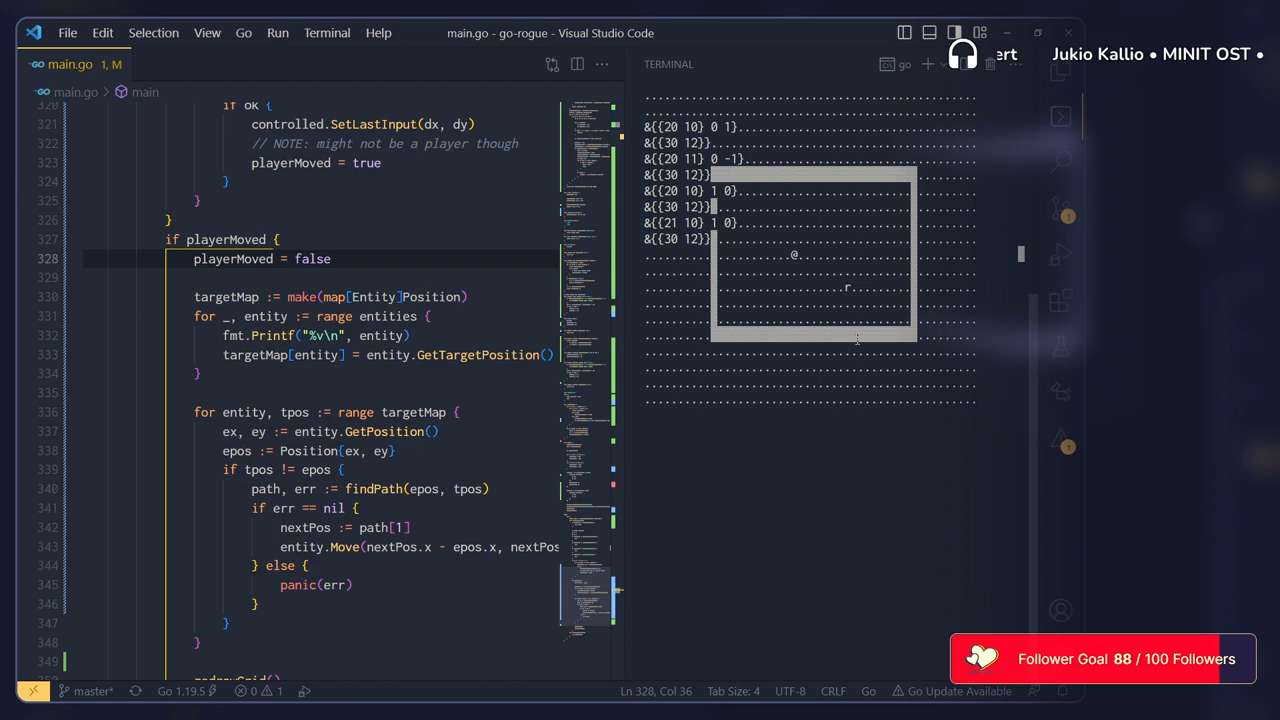 File Edit Selection View Go Run Terminal Help
main.go - go-rogue - Visual Studio Code
ert Jukio Kallio • MINIT OST •
main.go 1, M
TERMINAL
go
main.go > main
320 if ok {
321 controlled.SetLastInput(dx, dy)
322 // NOTE: might not be a player though
323 playerMoved = true
324 }
325 }
326 }
327 if playerMoved {
328 playerMoved = false
330 targetMap := make(map[Entity]Position)
331 for _, entity := range entities {
332 fmt.Printf("%v\n", entity)
333 targetMap[entity] = entity.GetTargetPosition()
334 }
335
336 for entity, tpos := range targetMap {
337 ex, ey := entity.GetPosition()
338 epos := Position{ex, ey}
339 if tpos != epos {
340 path, err := findPath(epos, tpos)
341 if err == nil {
342 nextPos := path[1]
343 entity.Move(nextPos.x - epos.x, nextPos
344 } else {
345 panic(err)
346 }
347 }
348 }
349
&{{20 10} 0 1}
&{{30 12}}
&{{20 11} 0 -1}
&{{30 12}}
&{{20 10} 1 0}
&{{30 12}}
&{{21 10} 1 0}
&{{30 12}}
@
r
1
1
Follower Goal 88 / 100 Followers
master* Go 1.19.5 0 1 Ln 328, Col 36 Tab Size: 4 UTF-8 CRLF Go Go Update Available